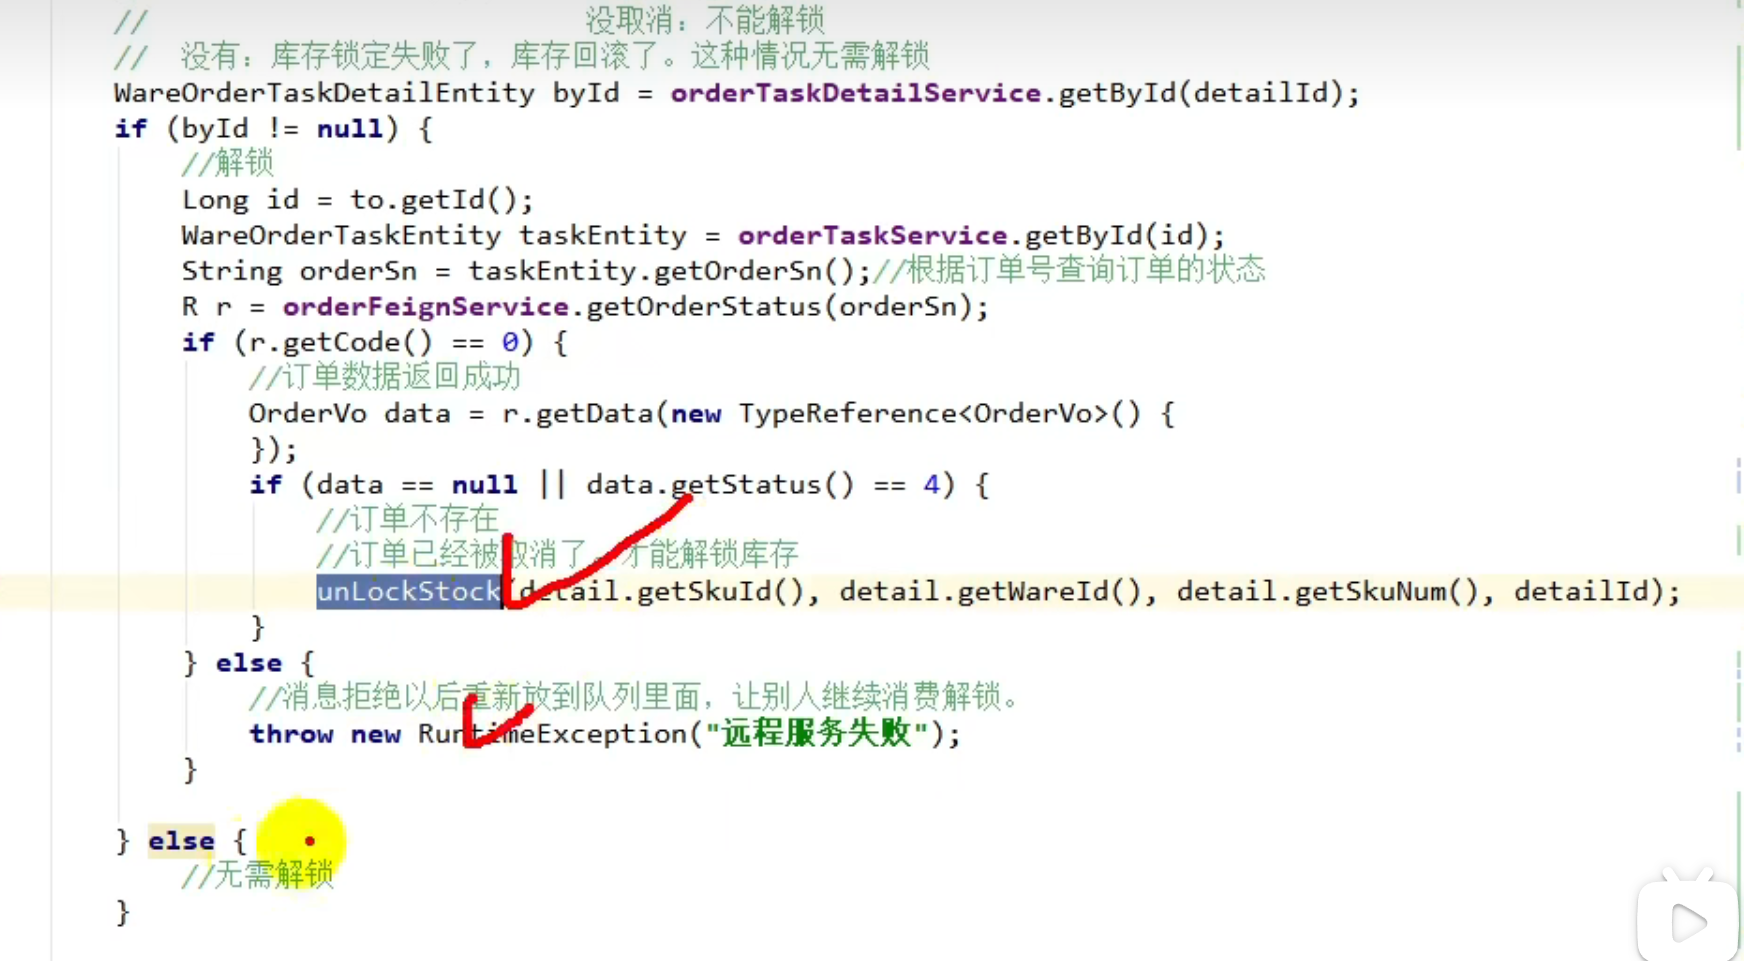 // 没取消：不能解锁
// 没有：库存锁定失败了，库存回滚了。这种情况无需解锁
WareOrderTaskDetailEntity byId = orderTaskDetailService.getById(detailId);
if (byId != null) {
//解锁
Long id = to.getId();
WareOrderTaskEntity taskEntity = orderTaskService.getById(id);
String orderSn = taskEntity.getOrderSn();//根据订单号查询订单的状态
R r = orderFeignService.getOrderStatus(orderSn);
if (r.getCode() == 0) {
//订单数据返回成功
OrderVo data = r.getData(new TypeReference<OrderVo>() {
});
if (data == null || data.getStatus() == 4) {
//订单不存在
//订单已经被取消了。才能解锁库存
unLockStock(detail.getSkuId(), detail.getWareId(), detail.getSkuNum(), detailId);
}
} else {
//消息拒绝以后重新放到队列里面，让别人继续消费解锁。
throw new RuntimeException("远程服务失败");
}
} else {
//无需解锁
}